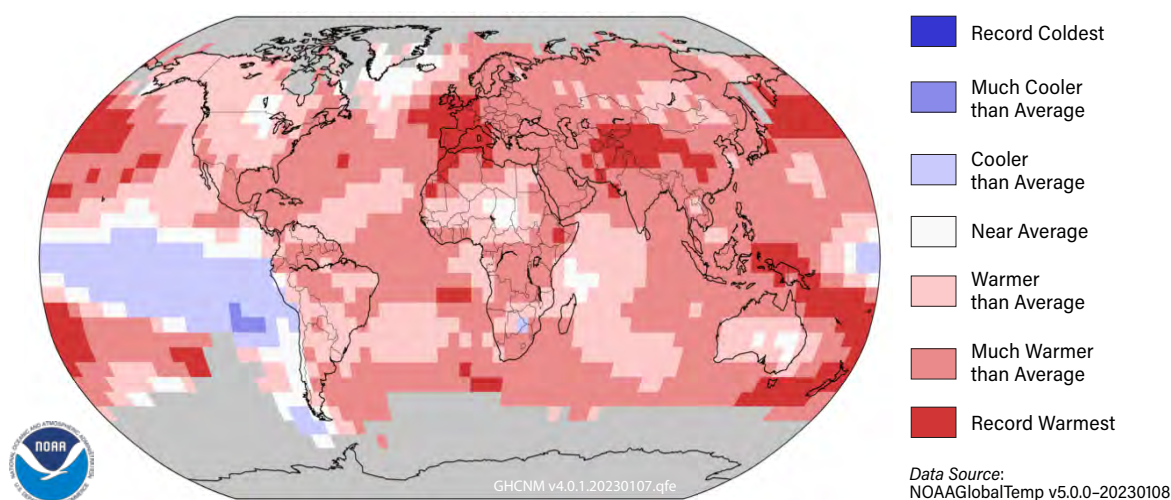 Record Coldest
Much Cooler
than Average
Cooler
than Average
Near Average
Warmer
than Average
Much Warmer
than Average
Record Warmest
Data Source:
NOAAGlobalTemp v5.0.0–20230108
GHCNM v4.0.1.20230107.qfe
NOAA